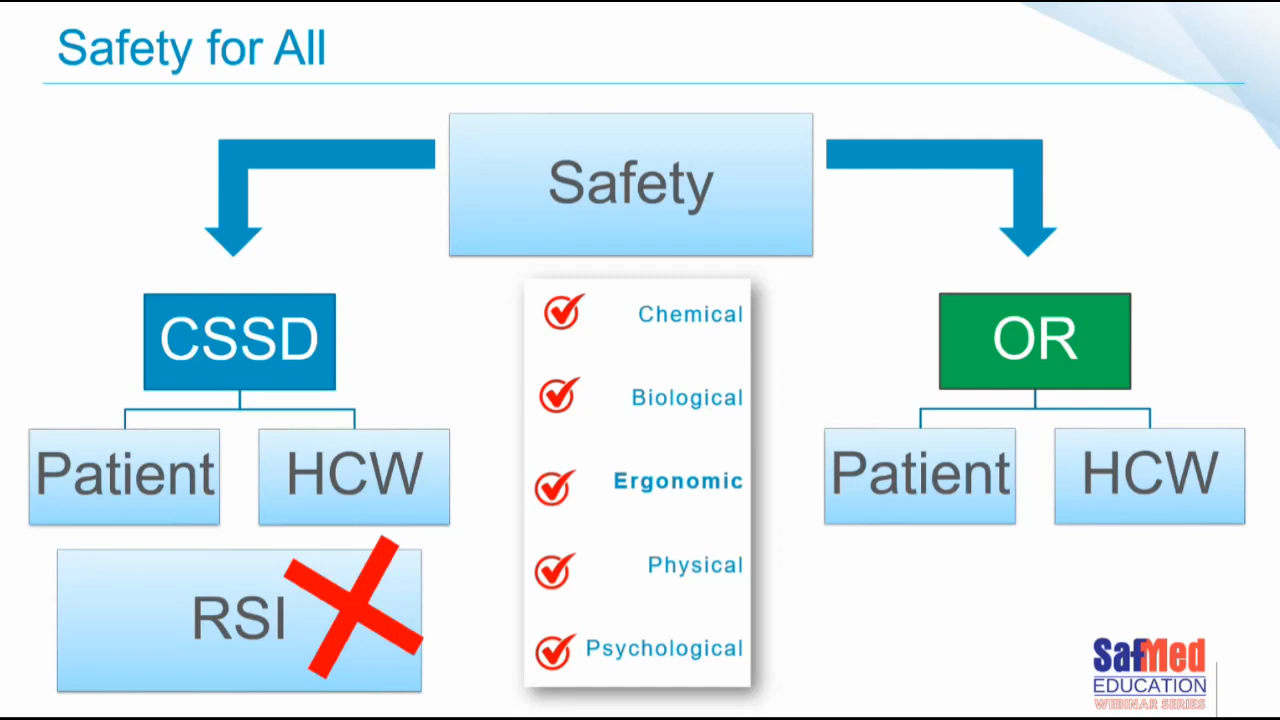 Safety for All
Safety
CSSD
Patient
HCW
RSI
Chemical
Biological
Ergonomic
Physical
Psychological
OR
Patient
HCW
SafMed
EDUCATION
WEBINAR SERIES